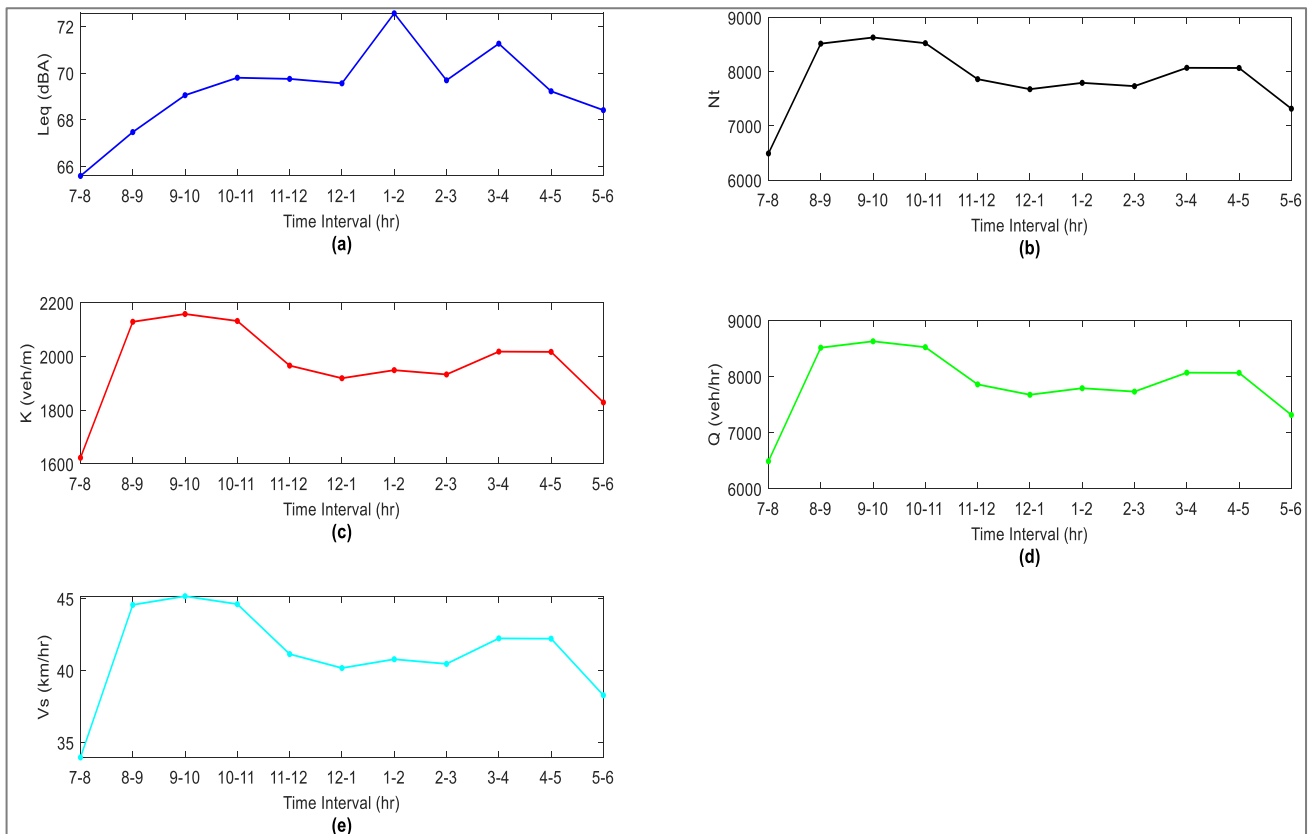 72
70
68
66
Leq (dBA)
7-8 8-9 9-10 10-11 11-12 12-1 1-2 2-3 3-4 4-5 5-6
Time Interval (hr)
(a)
9000
8000
7000
6000
Nt
7-8 8-9 9-10 10-11 11-12 12-1 1-2 2-3 3-4 4-5 5-6
Time Interval (hr)
(b)
2200
2000
1800
1600
K (veh/m)
7-8 8-9 9-10 10-11 11-12 12-1 1-2 2-3 3-4 4-5 5-6
Time Interval (hr)
(c)
9000
8000
7000
6000
Q (veh/hr)
7-8 8-9 9-10 10-11 11-12 12-1 1-2 2-3 3-4 4-5 5-6
Time Interval (hr)
(d)
45
40
35
Vs (km/hr)
7-8 8-9 9-10 10-11 11-12 12-1 1-2 2-3 3-4 4-5 5-6
Time Interval (hr)
(e)